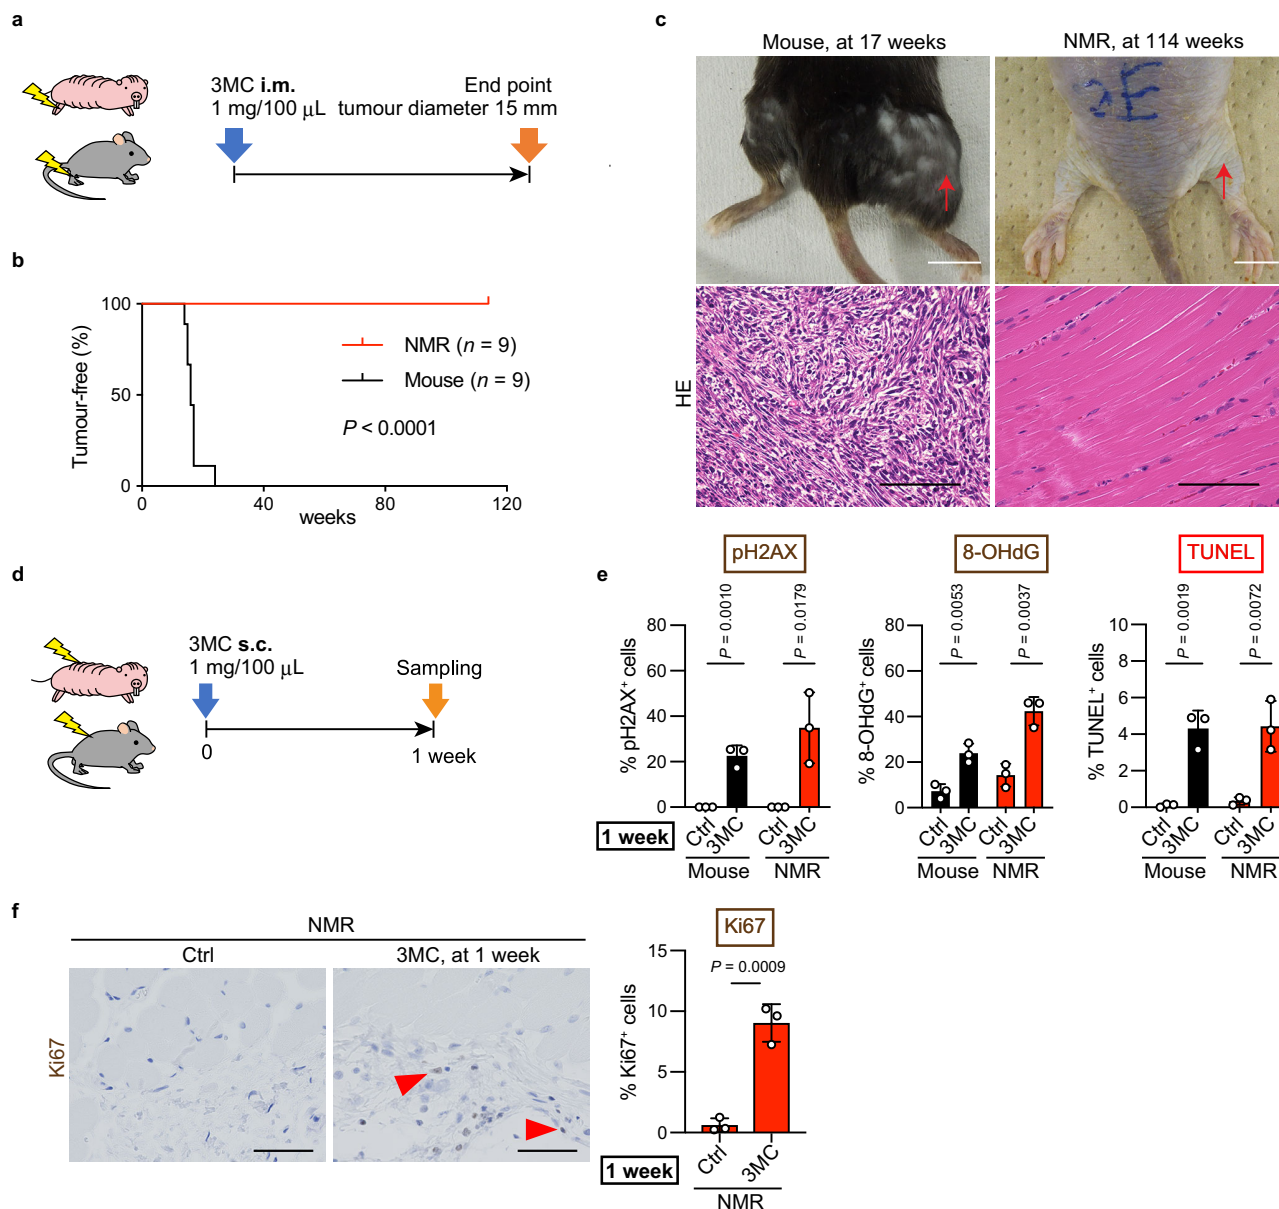 a
3MC i.m.
1 mg/100 μL
tumour diameter 15 mm
End point
b
Tumour-free (%)
100
50
0
0
40
80
120
weeks
NMR (n = 9)
Mouse (n = 9)
P < 0.0001
c
Mouse, at 17 weeks
NMR, at 114 weeks
HE
d
3MC s.c.
1 mg/100 μL
Sampling
0
1 week
e
pH2AX
% pH2AX+ cells
80
60
40
20
0
P = 0.0010
P = 0.0179
1 week
Ctrl
3MC
Ctrl
3MC
Mouse
NMR
8-OHdG
% 8-OHdG+ cells
80
60
40
20
0
P = 0.0053
P = 0.0037
Ctrl
3MC
Ctrl
3MC
Mouse
NMR
TUNEL
% TUNEL+ cells
10
8
6
4
2
0
P = 0.0019
P = 0.0072
Ctrl
3MC
Ctrl
3MC
Mouse
NMR
f
NMR
Ctrl
3MC, at 1 week
Ki67
Ki67
% Ki67+ cells
15
10
5
0
P = 0.0009
1 week
Ctrl
3MC
NMR